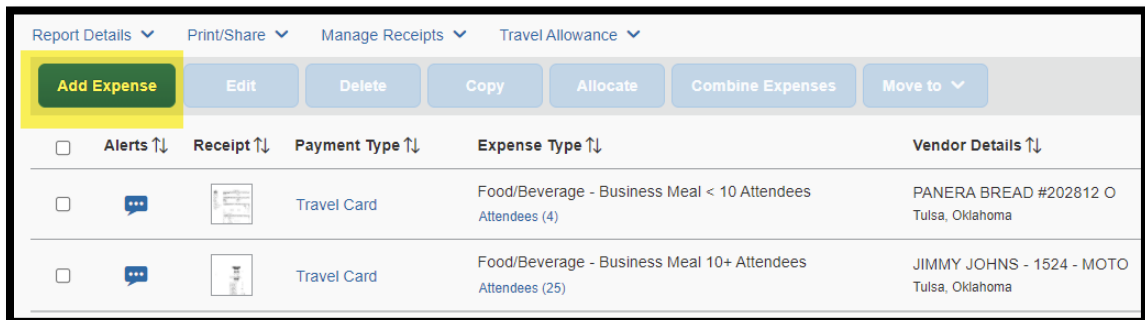 Report Details Print/Share Manage Receipts Travel Allowance
Add Expense Edit Delete Copy Allocate Combine Expenses Move to
Alerts Receipt Payment Type Expense Type Vendor Details
Food/Beverage - Business Meal < 10 Attendees PANERA BREAD #202812 O
Travel Card
Attendees (4) Tulsa, Oklahoma
Food/Beverage - Business Meal 10+ Attendees JIMMY JOHNS - 1524 - MOTO
Travel Card
Attendees (25) Tulsa, Oklahoma